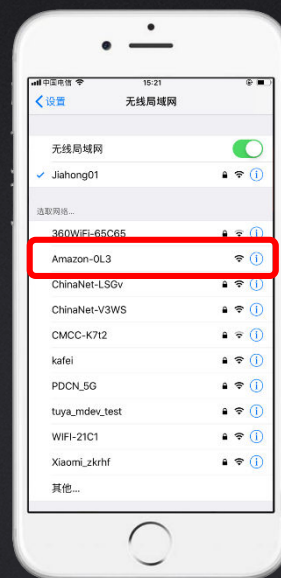 中国电信 15:21
设置 无线局域网
无线局域网
Jiahong01
选取网络...
360WiFi-65C65
Amazon-0L3
ChinaNet-LSGv
ChinaNet-V3WS
CMCC-K7t2
kafei
PDCN_5G
tuya_mdev_test
WIFI-21C1
Xiaomi_zkrhf
其他...